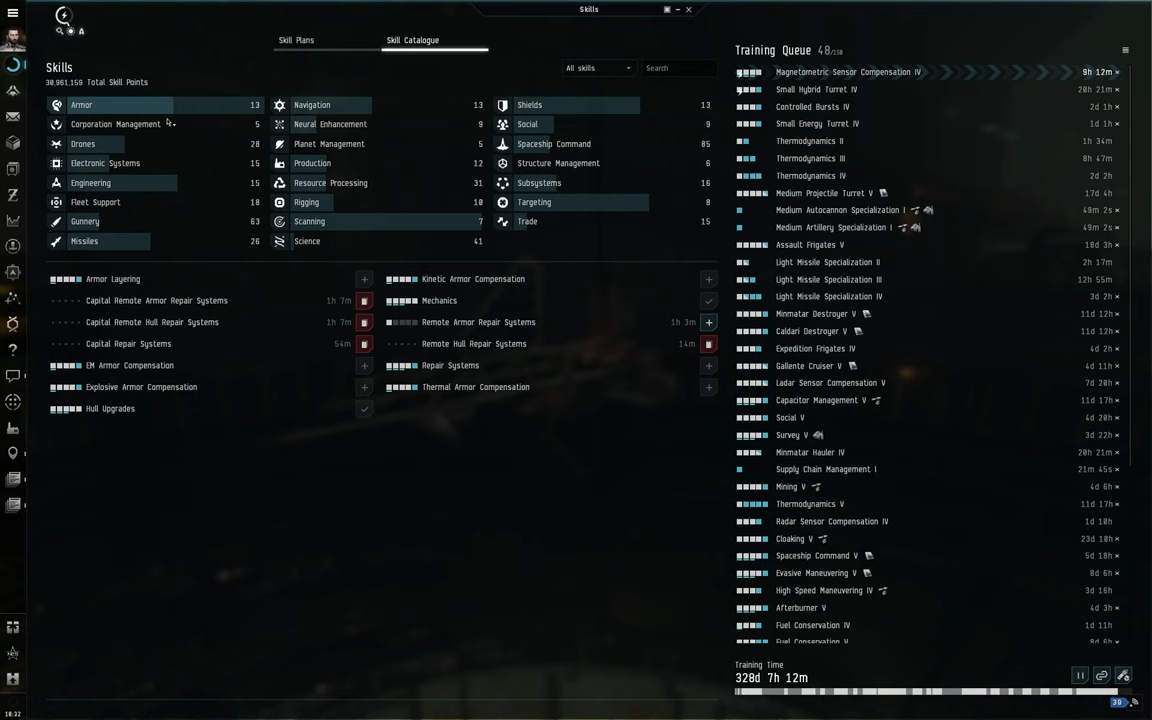 Skills
A
Skill Plans
Skill Catalogue
Skills
30,961,159 Total Skill Points
All skills
Search
Armor 13
Navigation 13
Shields 13
Corporation Management 5
Neural Enhancement 9
Social 9
Drones 28
Planet Management 5
Spaceship Command 85
Electronic Systems 15
Production 12
Structure Management 6
Engineering 15
Resource Processing 31
Subsystems 16
Fleet Support 18
Rigging 10
Targeting 8
Gunnery 63
Scanning 7
Trade 15
Missiles 26
Science 41
Armor Layering
Kinetic Armor Compensation
Capital Remote Armor Repair Systems 1h 7m
Mechanics
Capital Remote Hull Repair Systems 1h 7m
Remote Armor Repair Systems 1h 3m
Capital Repair Systems 54m
Remote Hull Repair Systems 14m
EM Armor Compensation
Repair Systems
Explosive Armor Compensation
Thermal Armor Compensation
Hull Upgrades
Training Queue 48/150
Magnetometric Sensor Compensation IV 9h 12m
Small Hybrid Turret IV 20h 21m
Controlled Bursts IV 2d 1h
Small Energy Turret IV 1d 1h
Thermodynamics II 1h 34m
Thermodynamics III 8h 47m
Thermodynamics IV 2d 2h
Medium Projectile Turret V 17d 4h
Medium Autocannon Specialization I 49m 2s
Medium Artillery Specialization I 49m 2s
Assault Frigates V 18d 3h
Light Missile Specialization II 2h 17m
Light Missile Specialization III 12h 55m
Light Missile Specialization IV 3d 2h
Minmatar Destroyer V 11d 12h
Caldari Destroyer V 11d 12h
Expedition Frigates IV 4d 2h
Gallente Cruiser V 4d 11h
Ladar Sensor Compensation V 7d 20h
Capacitor Management V 11d 17h
Social V 4d 20h
Survey V 3d 22h
Minmatar Hauler IV 20h 21m
Supply Chain Management I 21m 45s
Mining V 4d 6h
Thermodynamics V 11d 17h
Radar Sensor Compensation IV 1d 10h
Cloaking V 23d 10h
Spaceship Command V 5d 18h
Evasive Maneuvering V 8d 6h
High Speed Maneuvering IV 3d 16h
Afterburner V 4d 3h
Fuel Conservation IV 1d 11h
Fuel Conservation V 8d 6h
Training Time
328d 7h 12m
39
10:32